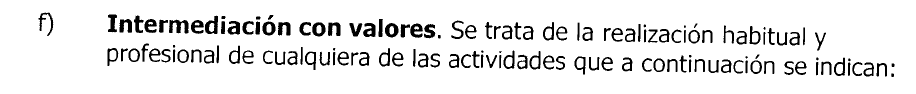 f) Intermediación con valores. Se trata de la realización habitual y
profesional de cualquiera de las actividades que a continuación se indican: